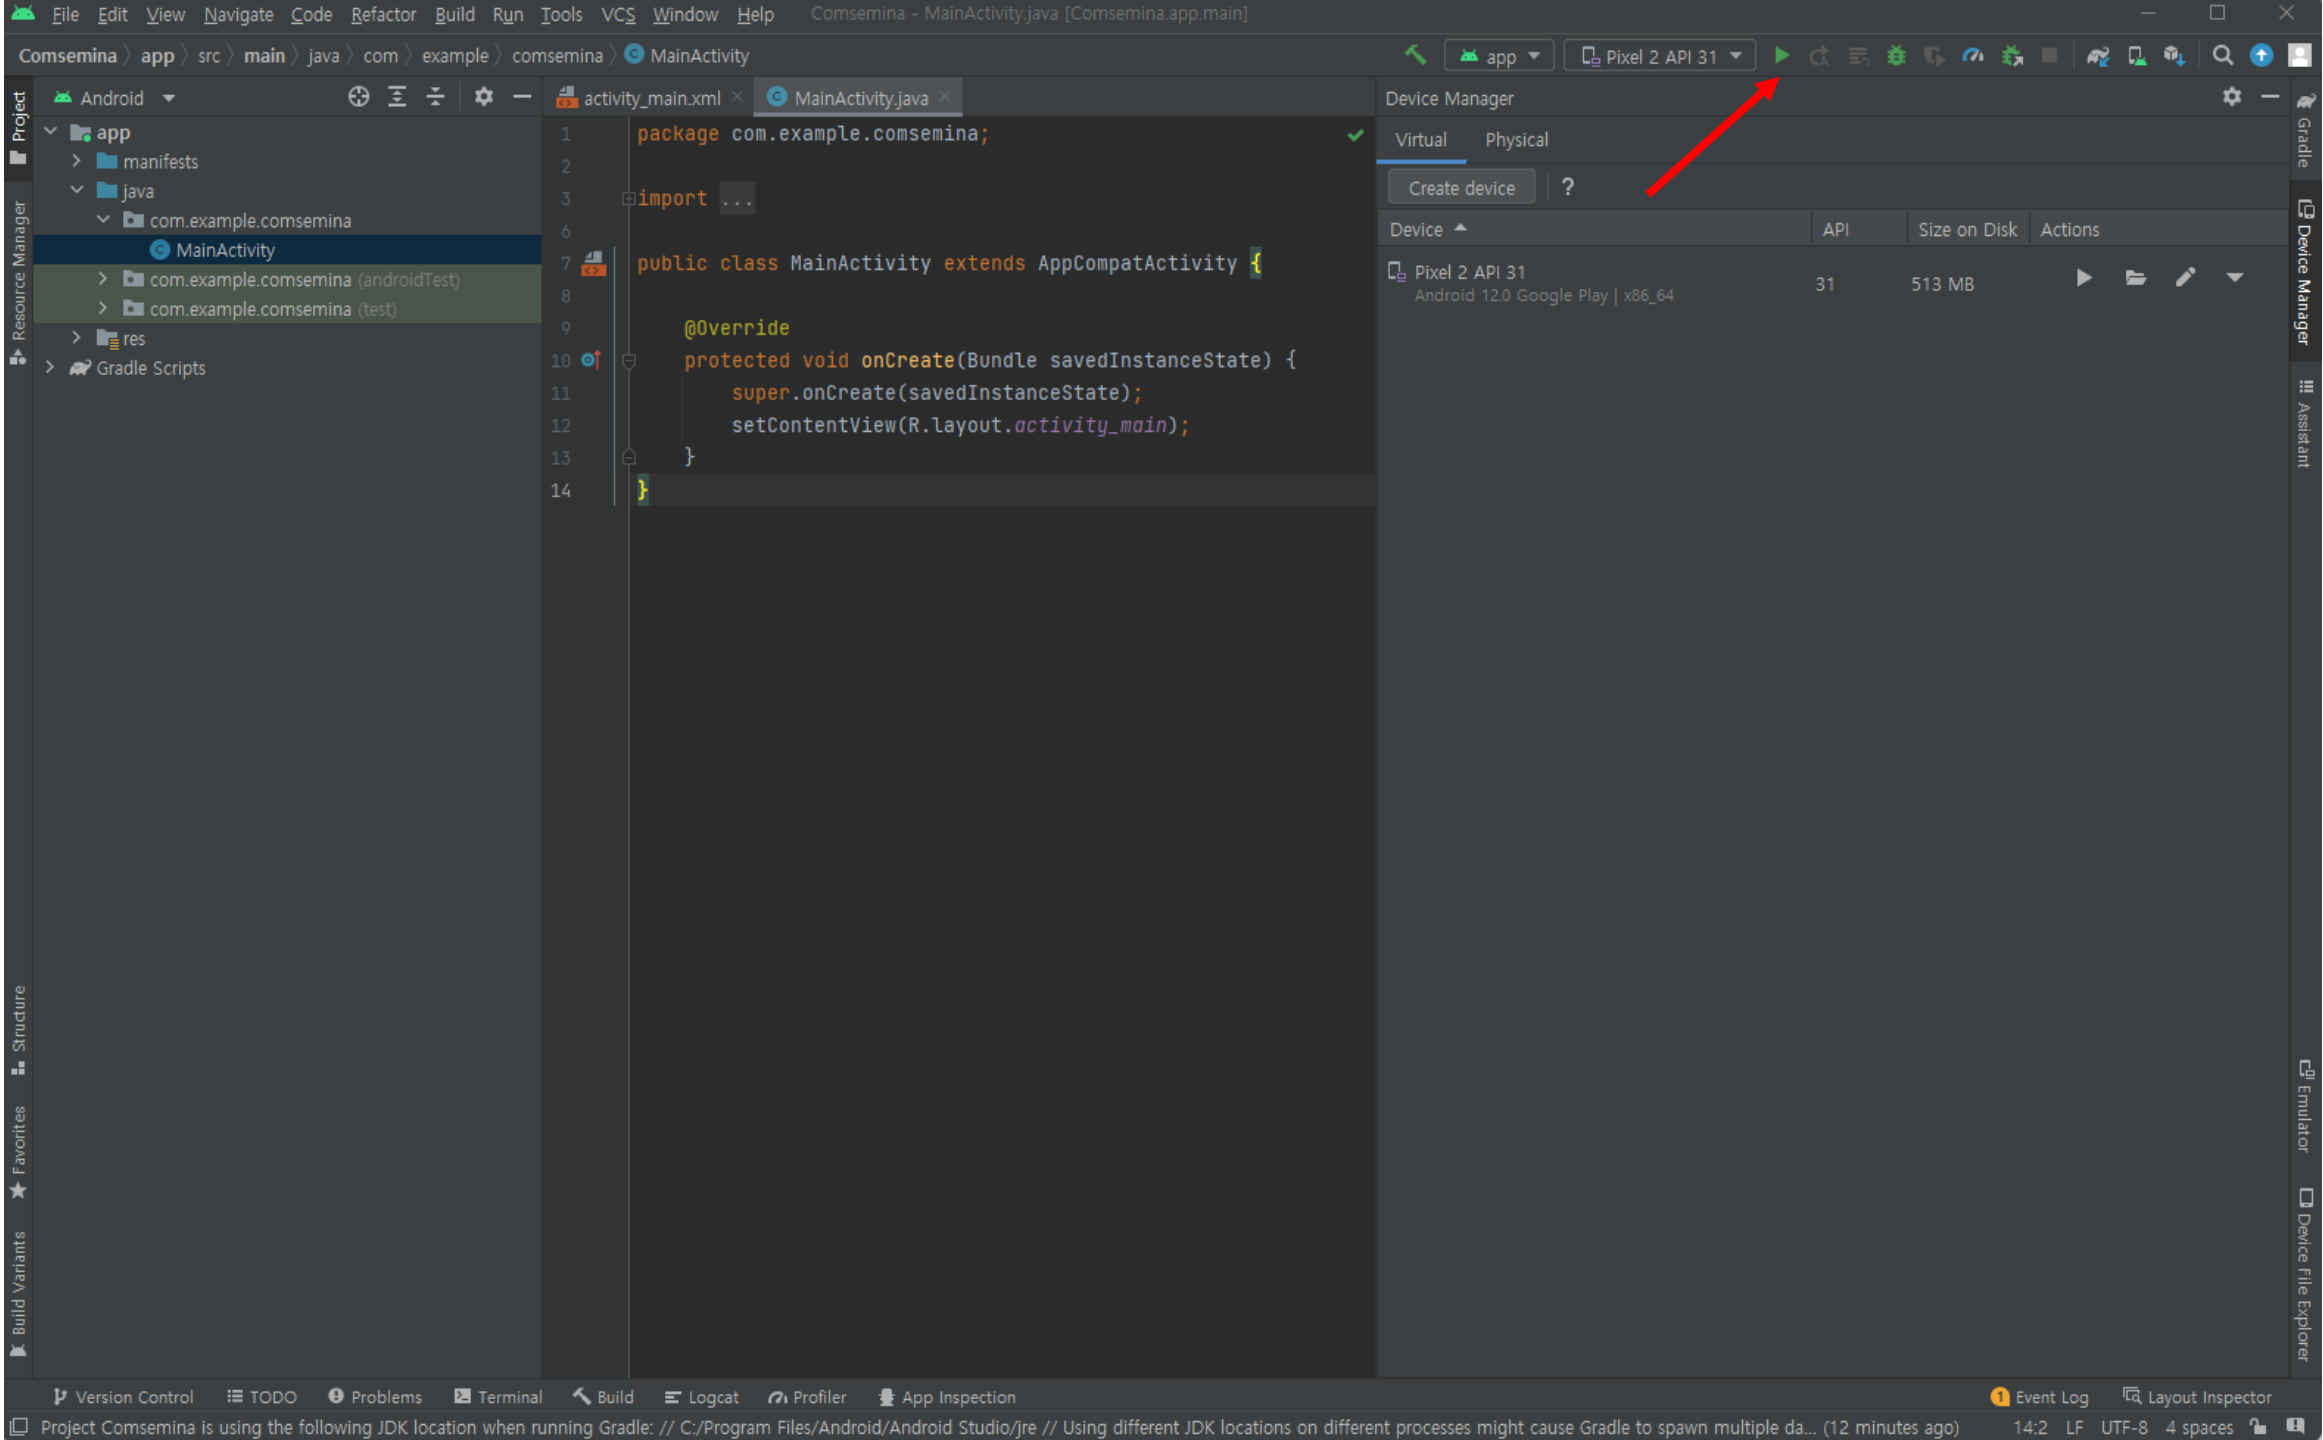 File Edit View Navigate Code Refactor Build Run Tools VCS Window Help Comsemina - MainActivity.java [Comsemina.app.main]
Comsemina app src main java com example comsemina MainActivity app Pixel 2 API 31
Project
Resource Manager
Structure
Favorites
Build Variants
Android
app
manifests
java
com.example.comsemina
MainActivity
com.example.comsemina (androidTest)
com.example.comsemina (test)
res
Gradle Scripts
activity_main.xml MainActivity.java
1 package com.example.comsemina;
2
3 import ...
6
7 public class MainActivity extends AppCompatActivity {
8
9 @Override
10 protected void onCreate(Bundle savedInstanceState) {
11 super.onCreate(savedInstanceState);
12 setContentView(R.layout.activity_main);
13 }
14 }
Device Manager
Virtual Physical
Create device ?
Device API Size on Disk Actions
Pixel 2 API 31
Android 12.0 Google Play | x86_64
31 513 MB
Gradle
Device Manager
Assistant
Emulator
Device File Explorer
Version Control TODO Problems Terminal Build Logcat Profiler App Inspection 1 Event Log Layout Inspector
Project Comsemina is using the following JDK location when running Gradle: // C:/Program Files/Android/Android Studio/jre // Using different JDK locations on different processes might cause Gradle to spawn multiple da... (12 minutes ago) 14:2 LF UTF-8 4 spaces